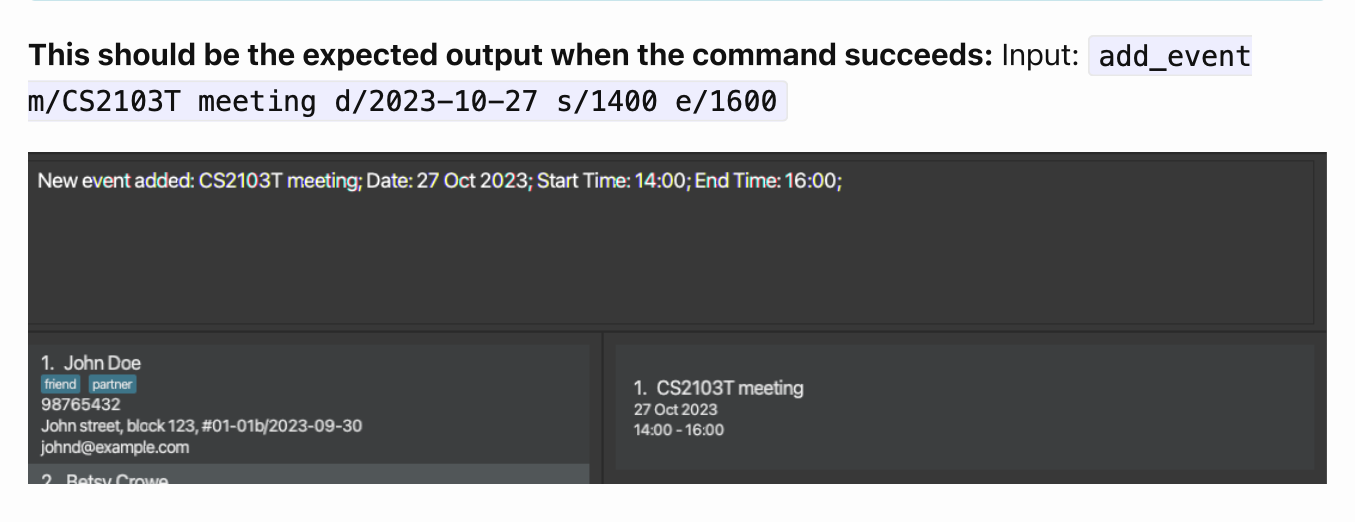 This should be the expected output when the command succeeds: Input: add_event
m/CS2103T meeting d/2023-10-27 s/1400 e/1600
New event added: CS2103T meeting; Date: 27 Oct 2023; Start Time: 14:00; End Time: 16:00;
1. John Doe
friend partner
98765432
John street, block 123, #01-01b/2023-09-30
johnd@example.com
2. Betsy Crowe
1. CS2103T meeting
27 Oct 2023
14:00 - 16:00